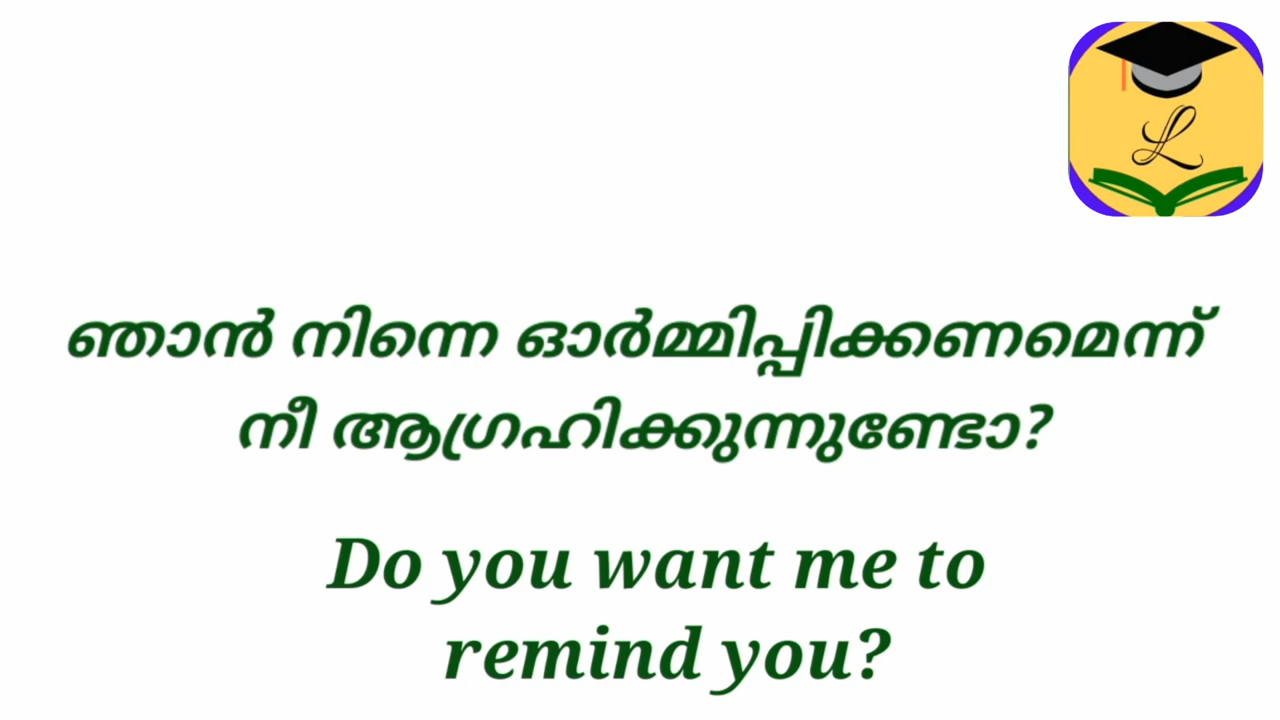 L
ഞാൻ നിന്നെ ഓർമ്മിപ്പിക്കണമെന്ന്
നീ ആഗ്രഹിക്കുന്നുണ്ടോ?
Do you want me to
remind you?